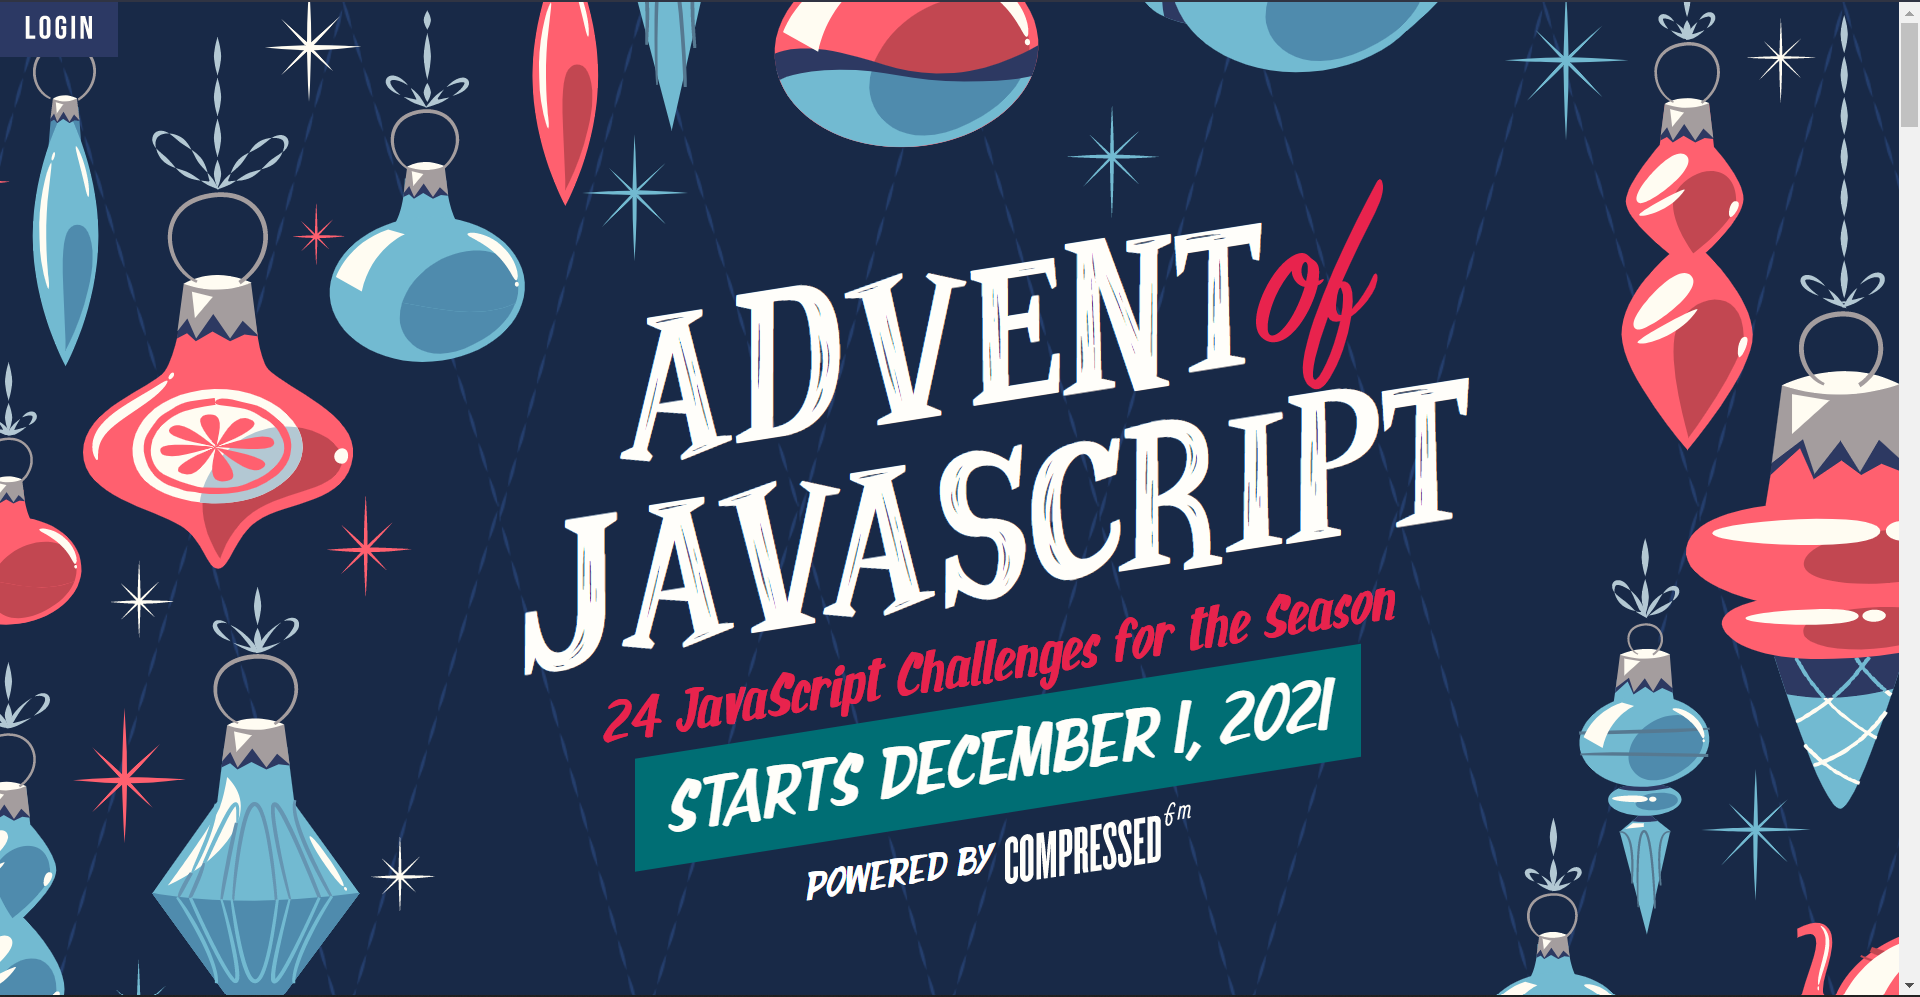 LOGIN
ADVENT of
JAVASCRIPT
24 JavaScript Challenges for the Season
STARTS DECEMBER 1, 2021
POWERED BY COMPRESSED fm